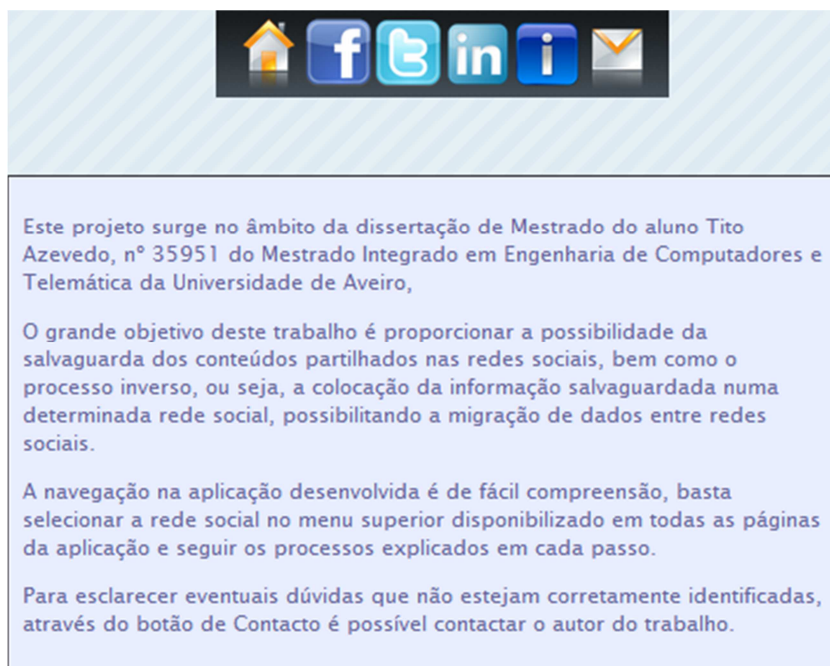 f t in i
Este projeto surge no âmbito da dissertação de Mestrado do aluno Tito
Azevedo, nº 35951 do Mestrado Integrado em Engenharia de Computadores e
Telemática da Universidade de Aveiro,
O grande objetivo deste trabalho é proporcionar a possibilidade da
salvaguarda dos conteúdos partilhados nas redes sociais, bem como o
processo inverso, ou seja, a colocação da informação salvaguardada numa
determinada rede social, possibilitando a migração de dados entre redes
sociais.
A navegação na aplicação desenvolvida é de fácil compreensão, basta
selecionar a rede social no menu superior disponibilizado em todas as páginas
da aplicação e seguir os processos explicados em cada passo.
Para esclarecer eventuais dúvidas que não estejam corretamente identificadas,
através do botão de Contacto é possível contactar o autor do trabalho.